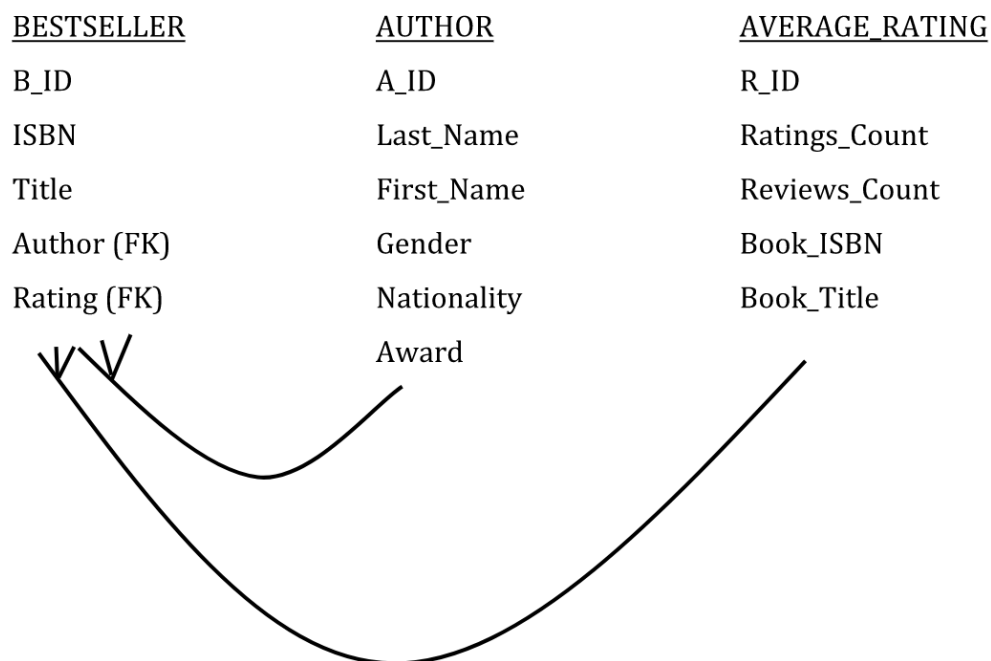 BESTSELLER
B_ID
ISBN
Title
Author (FK)
Rating (FK)
AUTHOR
A_ID
Last_Name
First_Name
Gender
Nationality
Award
AVERAGE_RATING
R_ID
Ratings_Count
Reviews_Count
Book_ISBN
Book_Title